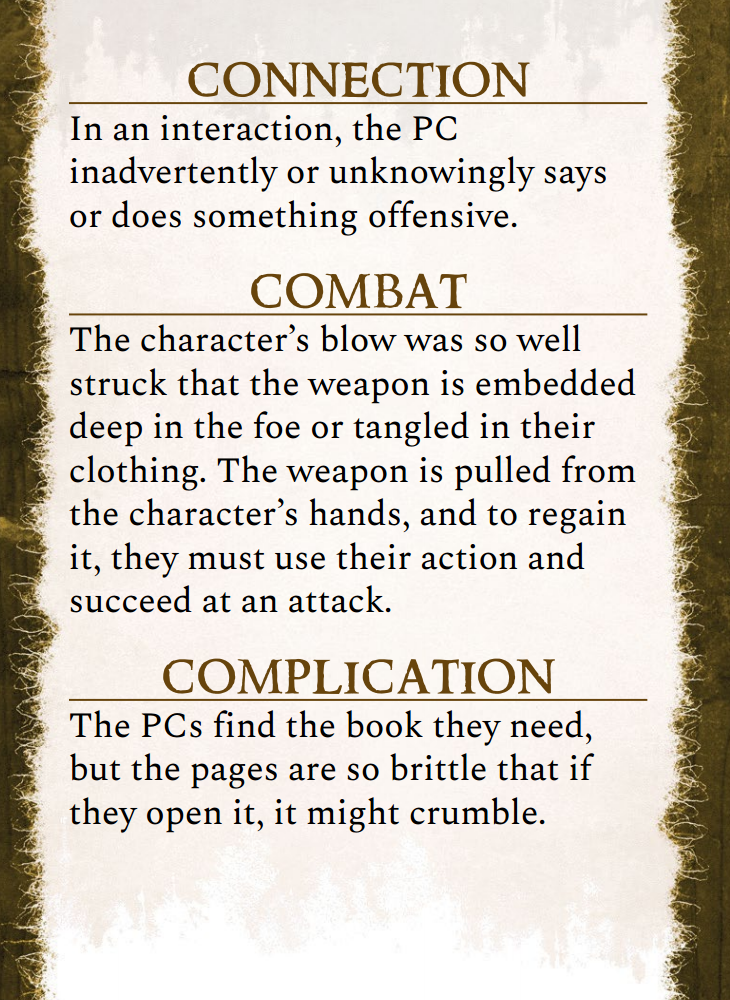 CONNECTION
In an interaction, the PC
inadvertently or unknowingly says
or does something offensive.
COMBAT
The character’s blow was so well
struck that the weapon is embedded
deep in the foe or tangled in their
clothing. The weapon is pulled from
the character’s hands, and to regain
it, they must use their action and
succeed at an attack.
COMPLICATION
The PCs find the book they need,
but the pages are so brittle that if
they open it, it might crumble.